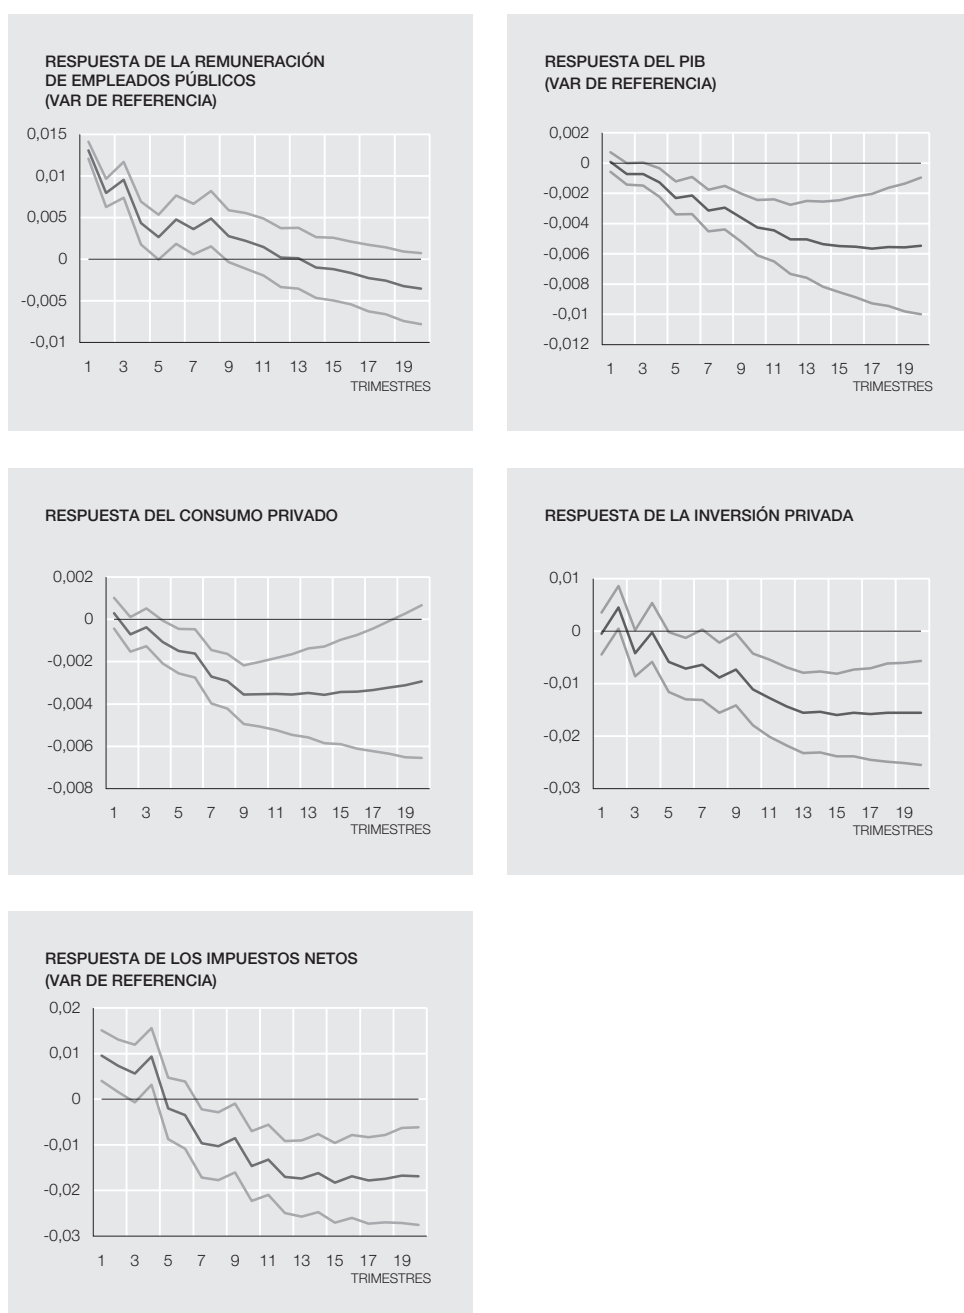 RESPUESTA DE LA REMUNERACIÓN
DE EMPLEADOS PÚBLICOS
(VAR DE REFERENCIA)
0,015
0,01
0,005
0
-0,005
-0,01
1 3 5 7 9 11 13 15 17 19
TRIMESTRES
RESPUESTA DEL PIB
(VAR DE REFERENCIA)
0,002
0
-0,002
-0,004
-0,006
-0,008
-0,01
-0,012
1 3 5 7 9 11 13 15 17 19
TRIMESTRES
RESPUESTA DEL CONSUMO PRIVADO
0,002
0
-0,002
-0,004
-0,006
-0,008
1 3 5 7 9 11 13 15 17 19
TRIMESTRES
RESPUESTA DE LA INVERSIÓN PRIVADA
0,01
0
-0,01
-0,02
-0,03
1 3 5 7 9 11 13 15 17 19
TRIMESTRES
RESPUESTA DE LOS IMPUESTOS NETOS
(VAR DE REFERENCIA)
0,02
0,01
0
-0,01
-0,02
-0,03
1 3 5 7 9 11 13 15 17 19
TRIMESTRES